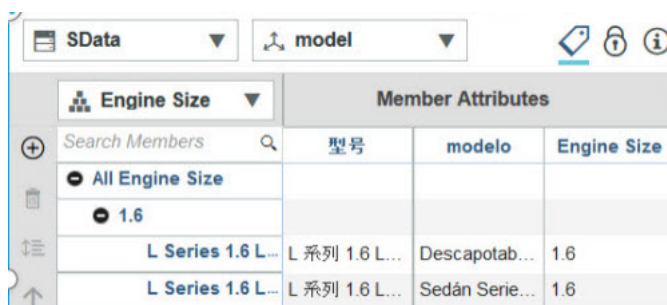 SData model
Engine Size Member Attributes
Search Members 型号 modelo Engine Size
All Engine Size
1.6
L Series 1.6 L... L 系列 1.6 L... Descapotab... 1.6
L Series 1.6 L... L 系列 1.6 L... Sedán Serie... 1.6